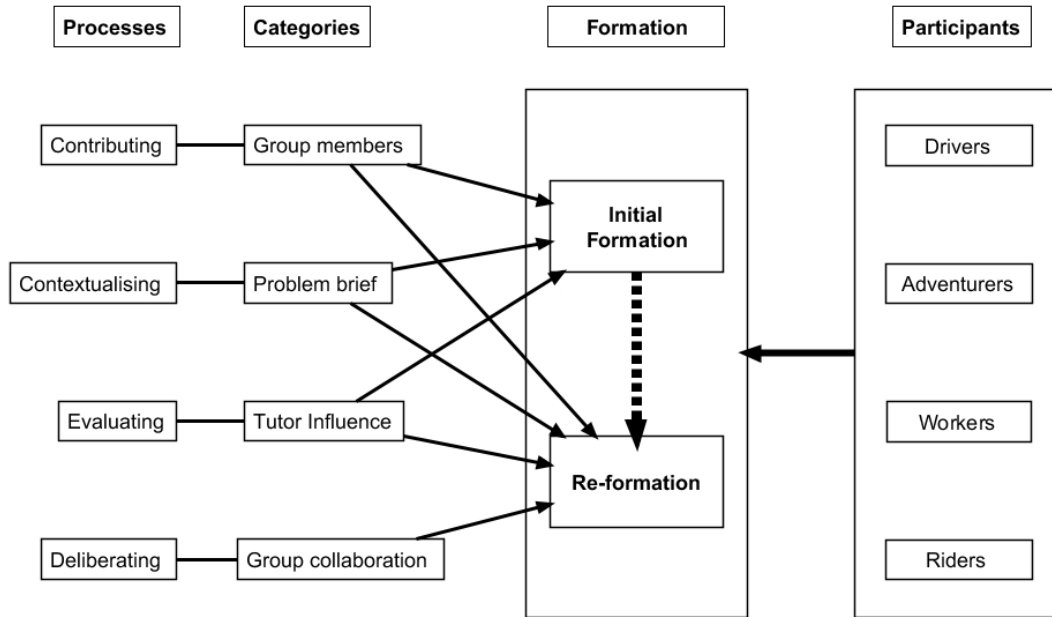 Processes
Categories
Formation
Participants
Contributing
Group members
Drivers
Initial
Formation
Contextualising
Problem brief
Adventurers
Evaluating
Tutor Influence
Workers
Re-formation
Deliberating
Group collaboration
Riders